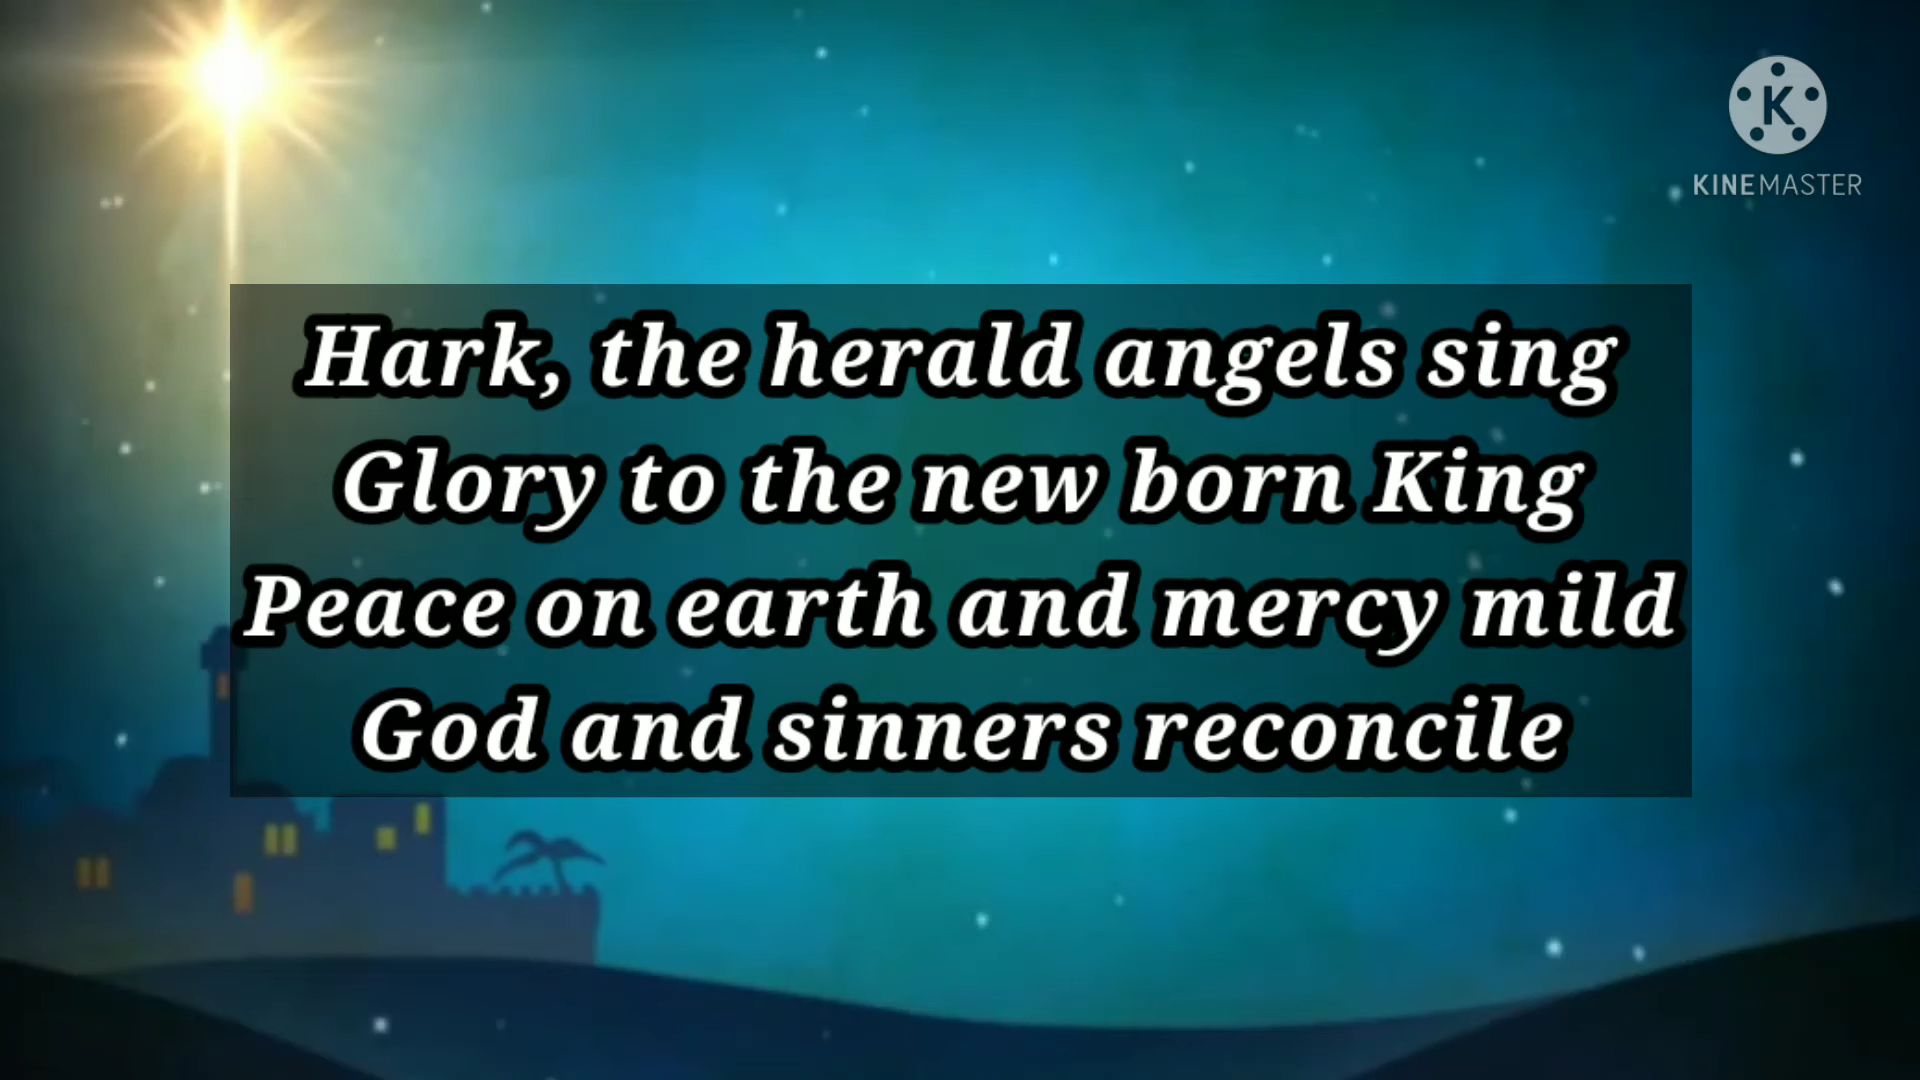 K
KINEMASTER
Hark, the herald angels sing
Glory to the new born King
Peace on earth and mercy mild
God and sinners reconcile